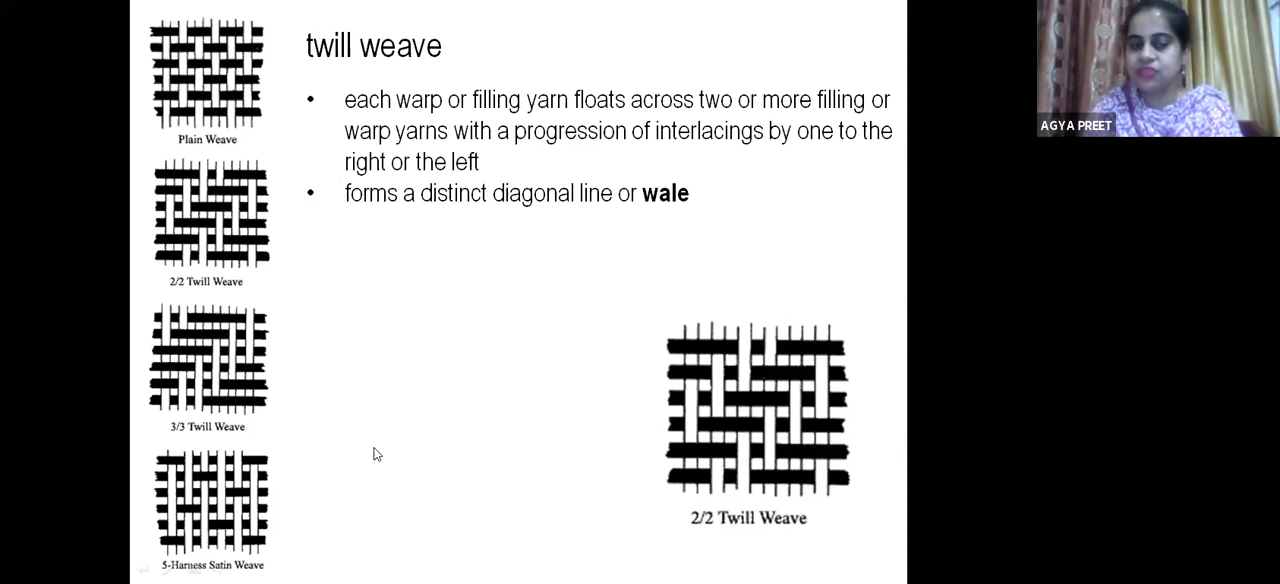 twill weave
• each warp or filling yarn floats across two or more filling or
warp yarns with a progression of interlacings by one to the
right or the left
• forms a distinct diagonal line or wale
Plain Weave
2/2 Twill Weave
3/3 Twill Weave
5-Harness Satin Weave
2/2 Twill Weave
AGYA PREET